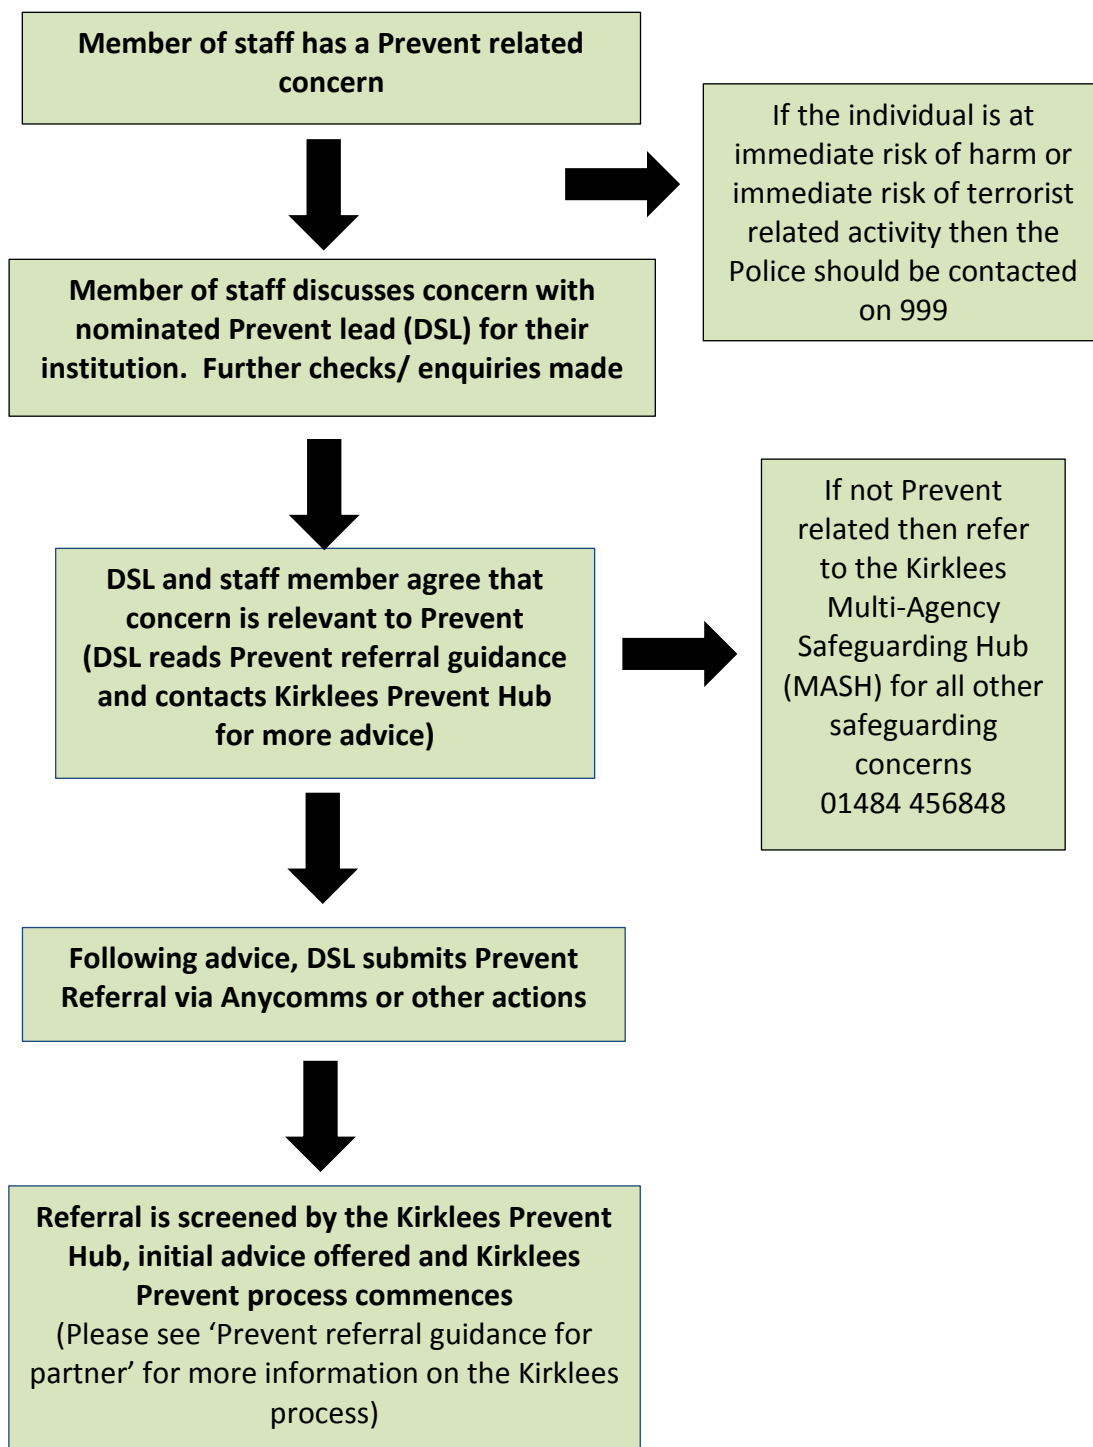 Member of staff has a Prevent related
concern
If the individual is at
immediate risk of harm or
immediate risk of terrorist
related activity then the
Police should be contacted
on 999
Member of staff discusses concern with
nominated Prevent lead (DSL) for their
institution.  Further checks/ enquiries made
If not Prevent
related then refer
to the Kirklees
Multi-Agency
Safeguarding Hub
(MASH) for all other
safeguarding
concerns
01484 456848
DSL and staff member agree that
concern is relevant to Prevent
(DSL reads Prevent referral guidance
and contacts Kirklees Prevent Hub
for more advice)
Following advice, DSL submits Prevent
Referral via Anycomms or other actions
Referral is screened by the Kirklees Prevent
Hub, initial advice offered and Kirklees
Prevent process commences
(Please see ‘Prevent referral guidance for
partner’ for more information on the Kirklees
process)